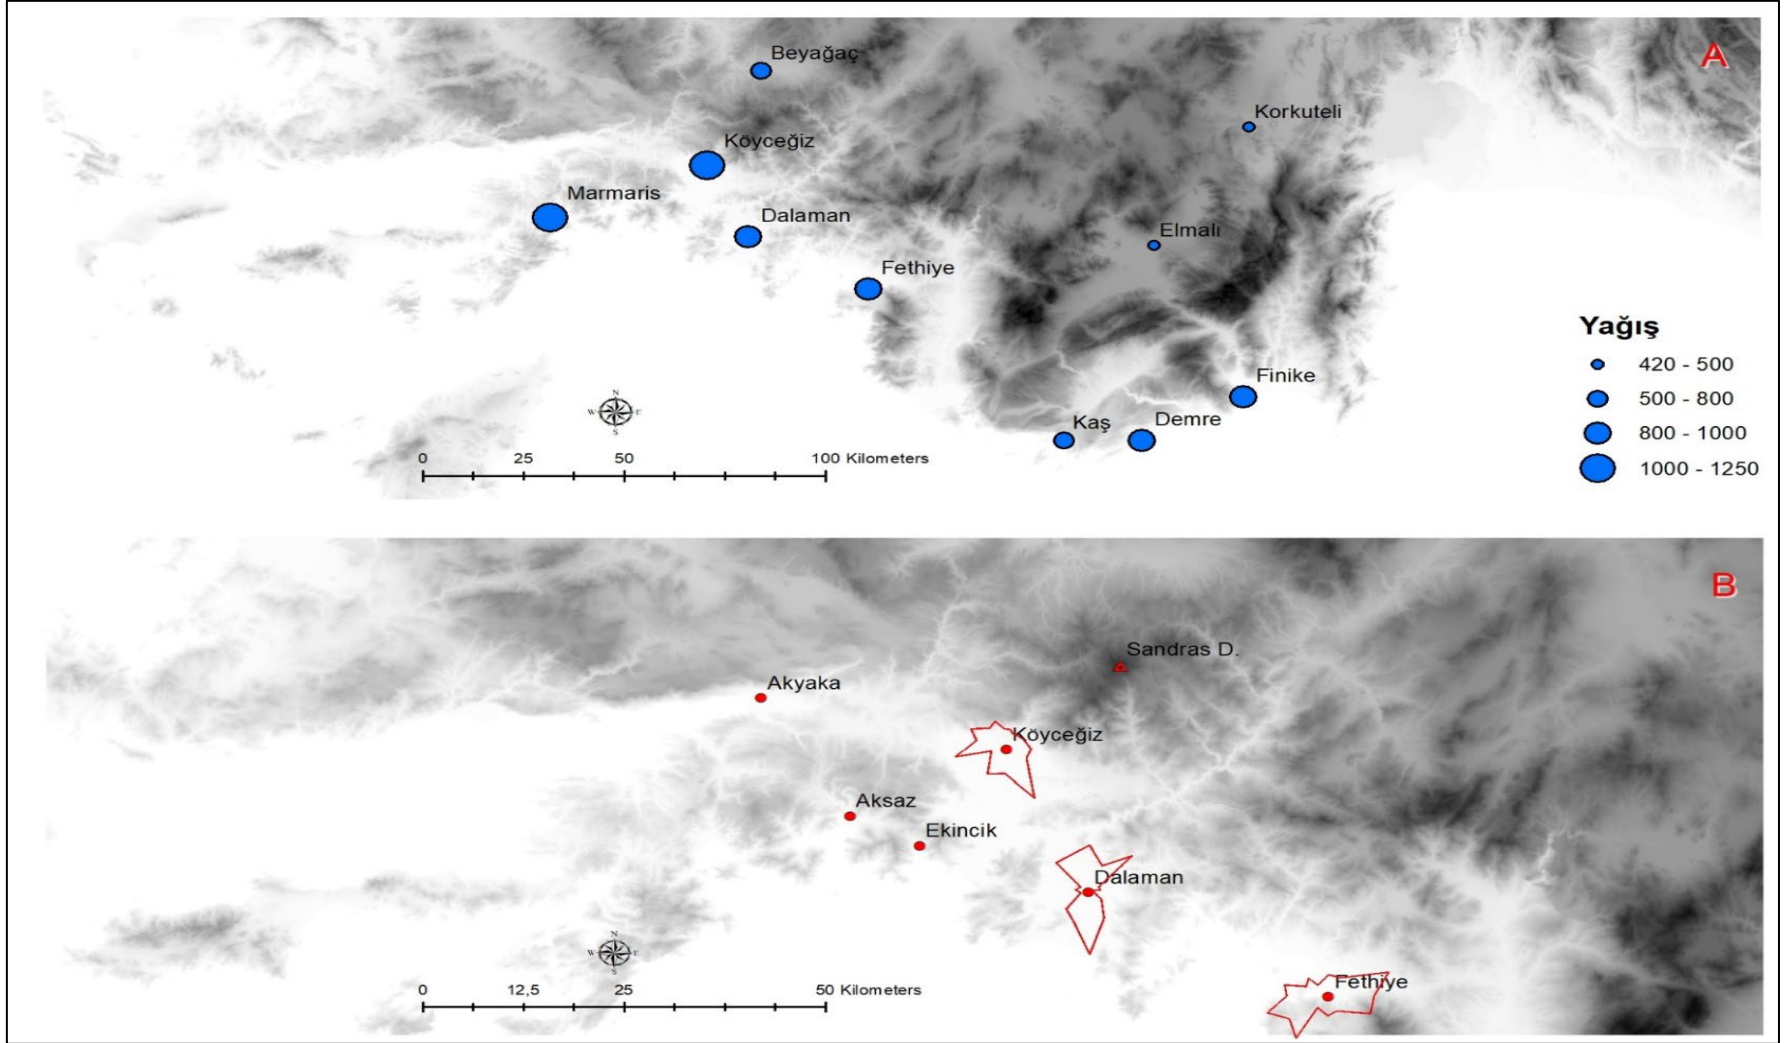 A
Beyağaç
Korkuteli
Köyceğiz
Marmaris
Dalaman
Elmalı
Fethiye
Yağış
420 - 500
500 - 800
800 - 1000
1000 - 1250
Finike
Kaş
Demre
N
W E
S
0 25 50 100 Kilometers
B
Sandras D.
Akyaka
Köyceğiz
Aksaz
Ekincik
Dalaman
N
W E
S
Fethiye
0 12,5 25 50 Kilometers